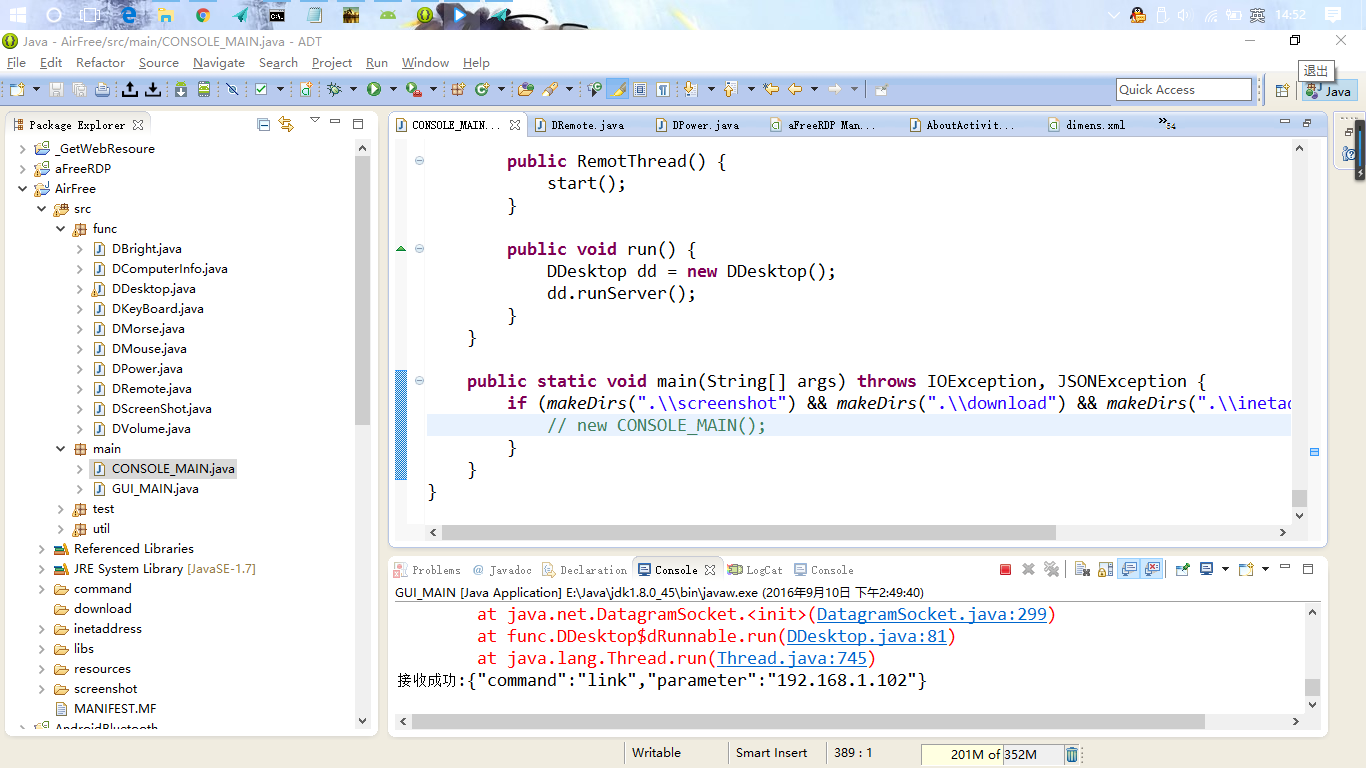 英 14:52
Java - AirFree/src/main/CONSOLE_MAIN.java - ADT
退出
File Edit Refactor Source Navigate Search Project Run Window Help
Quick Access Java
Package Explorer
_GetWebResoure
aFreeRDP
AirFree
src
func
DBright.java
DComputerInfo.java
DDesktop.java
DKeyBoard.java
DMorse.java
DMouse.java
DPower.java
DRemote.java
DScreenShot.java
DVolume.java
main
CONSOLE_MAIN.java
GUI_MAIN.java
test
util
Referenced Libraries
JRE System Library [JavaSE-1.7]
command
download
inetaddress
libs
resources
screenshot
MANIFEST.MF
AndroidBluetooth
CONSOLE_MAIN... DRemote.java DPower.java aFreeRDP Man... AboutActivit... dimens.xml »54
public RemotThread() {
start();
}
public void run() {
DDesktop dd = new DDesktop();
dd.runServer();
}
}
public static void main(String[] args) throws IOException, JSONException {
if (makeDirs(".\\screenshot") && makeDirs(".\\download") && makeDirs(".\\inetad
// new CONSOLE_MAIN();
}
}
}
Problems @ Javadoc Declaration Console LogCat Console
GUI_MAIN [Java Application] E:\Java\jdk1.8.0_45\bin\javaw.exe (2016年9月10日 下午2:49:40)
at java.net.DatagramSocket.<init>(DatagramSocket.java:299)
at func.DDesktop$dRunnable.run(DDesktop.java:81)
at java.lang.Thread.run(Thread.java:745)
接收成功:{"command":"link","parameter":"192.168.1.102"}
Writable Smart Insert 389 : 1 201M of 352M